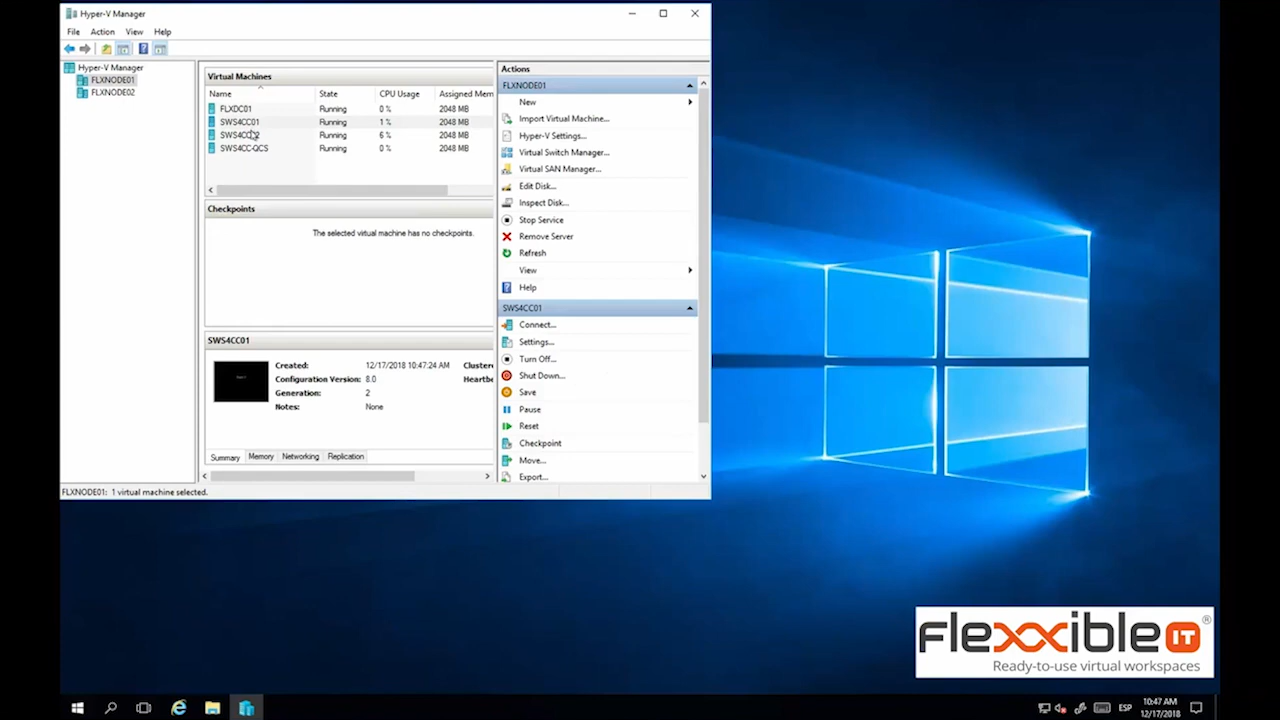 Hyper-V Manager
File Action View Help
Hyper-V Manager
FLXNODE01
FLXNODE02
Virtual Machines
Name State CPU Usage Assigned Mem
FLXDC01 Running 0 % 2048 MB
SWS4CC01 Running 1 % 2048 MB
Running 6 % 2048 MB
SWS4CC-QCS Running 0 % 2048 MB
Checkpoints
The selected virtual machine has no checkpoints.
SWS4CC01
Created: 12/17/2018 10:47:24 AM Clustere
Configuration Version: 8.0 Heartbe
Generation: 2
Notes: None
Summary Memory Networking Replication
FLXNODE01: 1 virtual machine selected.
Actions
FLXNODE01
New
Import Virtual Machine...
Hyper-V Settings...
Virtual Switch Manager...
Virtual SAN Manager...
Edit Disk...
Inspect Disk...
Stop Service
Remove Server
Refresh
View
Help
SWS4CC01
Connect...
Settings...
Turn Off...
Shut Down...
Save
Pause
Reset
Checkpoint
Move...
Export...
flexxible IT ®
Ready-to-use virtual workspaces
ESP
10:47 AM
12/17/2018